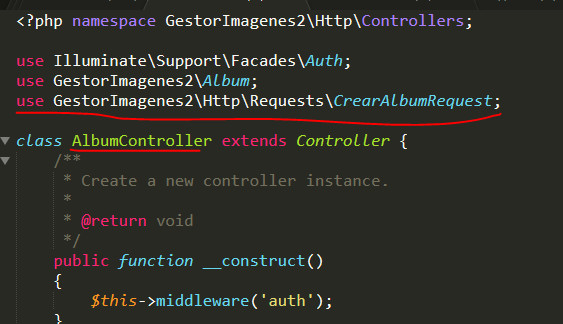 <?php namespace GestorImagenes2\Http\Controllers;
use Illuminate\Support\Facades\Auth;
use GestorImagenes2\Album;
use GestorImagenes2\Http\Requests\CrearAlbumRequest;
class AlbumController extends Controller {
/**
* Create a new controller instance.
*
* @return void
*/
public function __construct()
{
$this->middleware('auth');
}